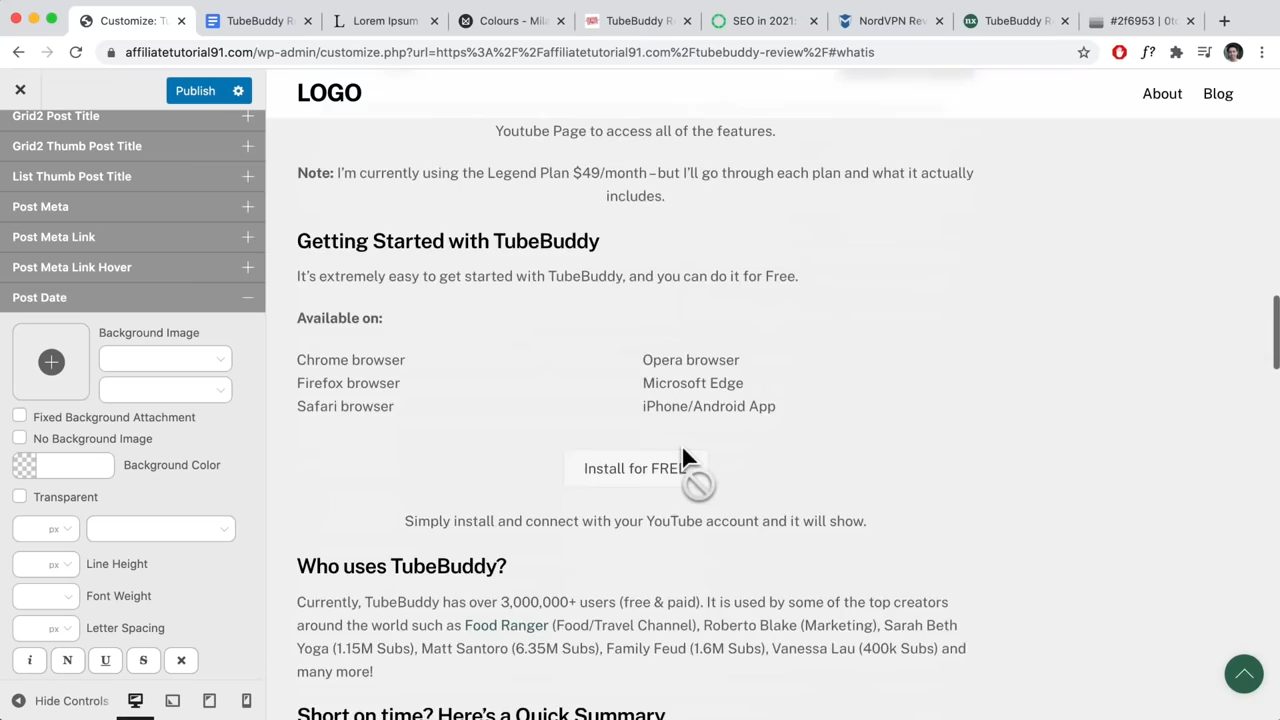 Customize: T
TubeBuddy R
Lorem Ipsum
Colours - Mila
TubeBuddy R
SEO in 2021:
NordVPN Rev
TubeBuddy R
#2f6953 | 0to
affiliatetutorial91.com/wp-admin/customize.php?url=https%3A%2F%2Faffiliatetutorial91.com%2Ftubebuddy-review%2F#whatis
f?
Publish
Grid2 Post Title
Grid2 Thumb Post Title
List Thumb Post Title
Post Meta
Post Meta Link
Post Meta Link Hover
Post Date
Background Image
Fixed Background Attachment
No Background Image
Background Color
Transparent
px
px
Line Height
Font Weight
px
Letter Spacing
i N U S
Hide Controls
LOGO
About Blog
Youtube Page to access all of the features.
Note: I’m currently using the Legend Plan $49/month – but I’ll go through each plan and what it actually
includes.
Getting Started with TubeBuddy
It’s extremely easy to get started with TubeBuddy, and you can do it for Free.
Available on:
Chrome browser
Firefox browser
Safari browser
Opera browser
Microsoft Edge
iPhone/Android App
Install for FREE
Simply install and connect with your YouTube account and it will show.
Who uses TubeBuddy?
Currently, TubeBuddy has over 3,000,000+ users (free & paid). It is used by some of the top creators
around the world such as Food Ranger (Food/Travel Channel), Roberto Blake (Marketing), Sarah Beth
Yoga (1.15M Subs), Matt Santoro (6.35M Subs), Family Feud (1.6M Subs), Vanessa Lau (400k Subs) and
many more!
Short on time? Here’s a Quick Summary